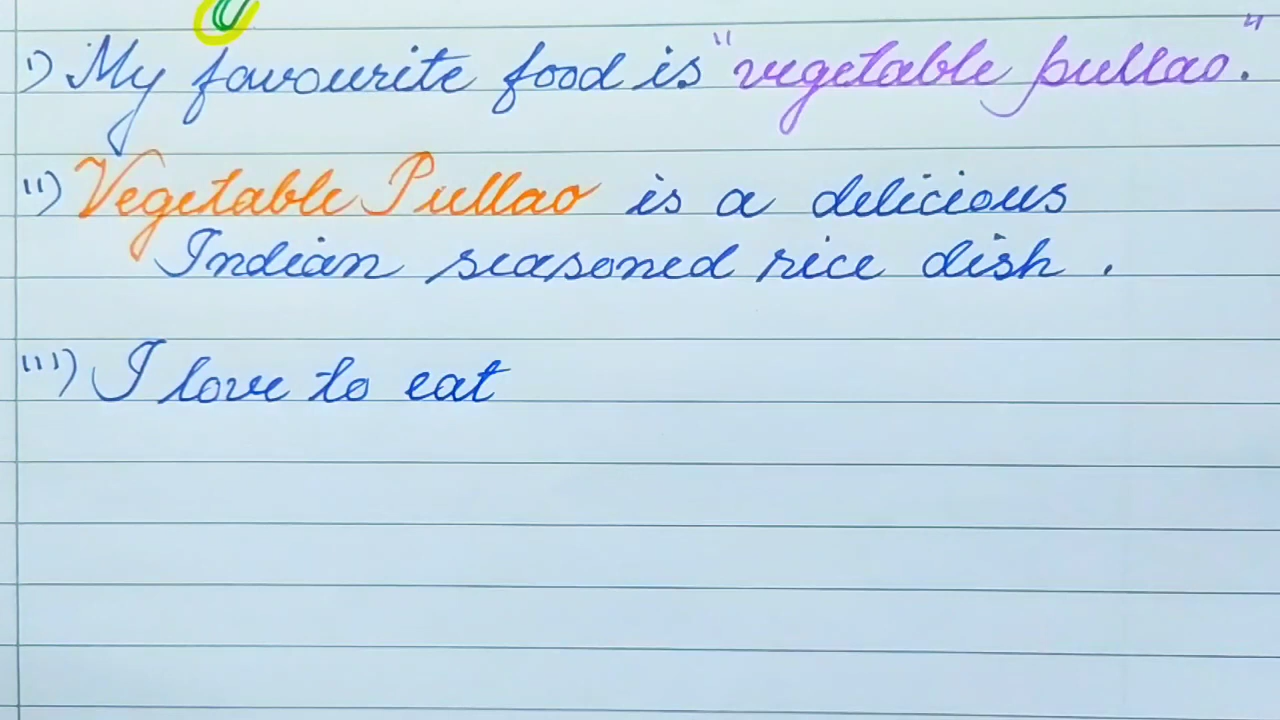 i) My favourite food is "vegetable pullao".
ii) Vegetable Pullao is a delicious
Indian seasoned rice dish.
iii) I love to eat